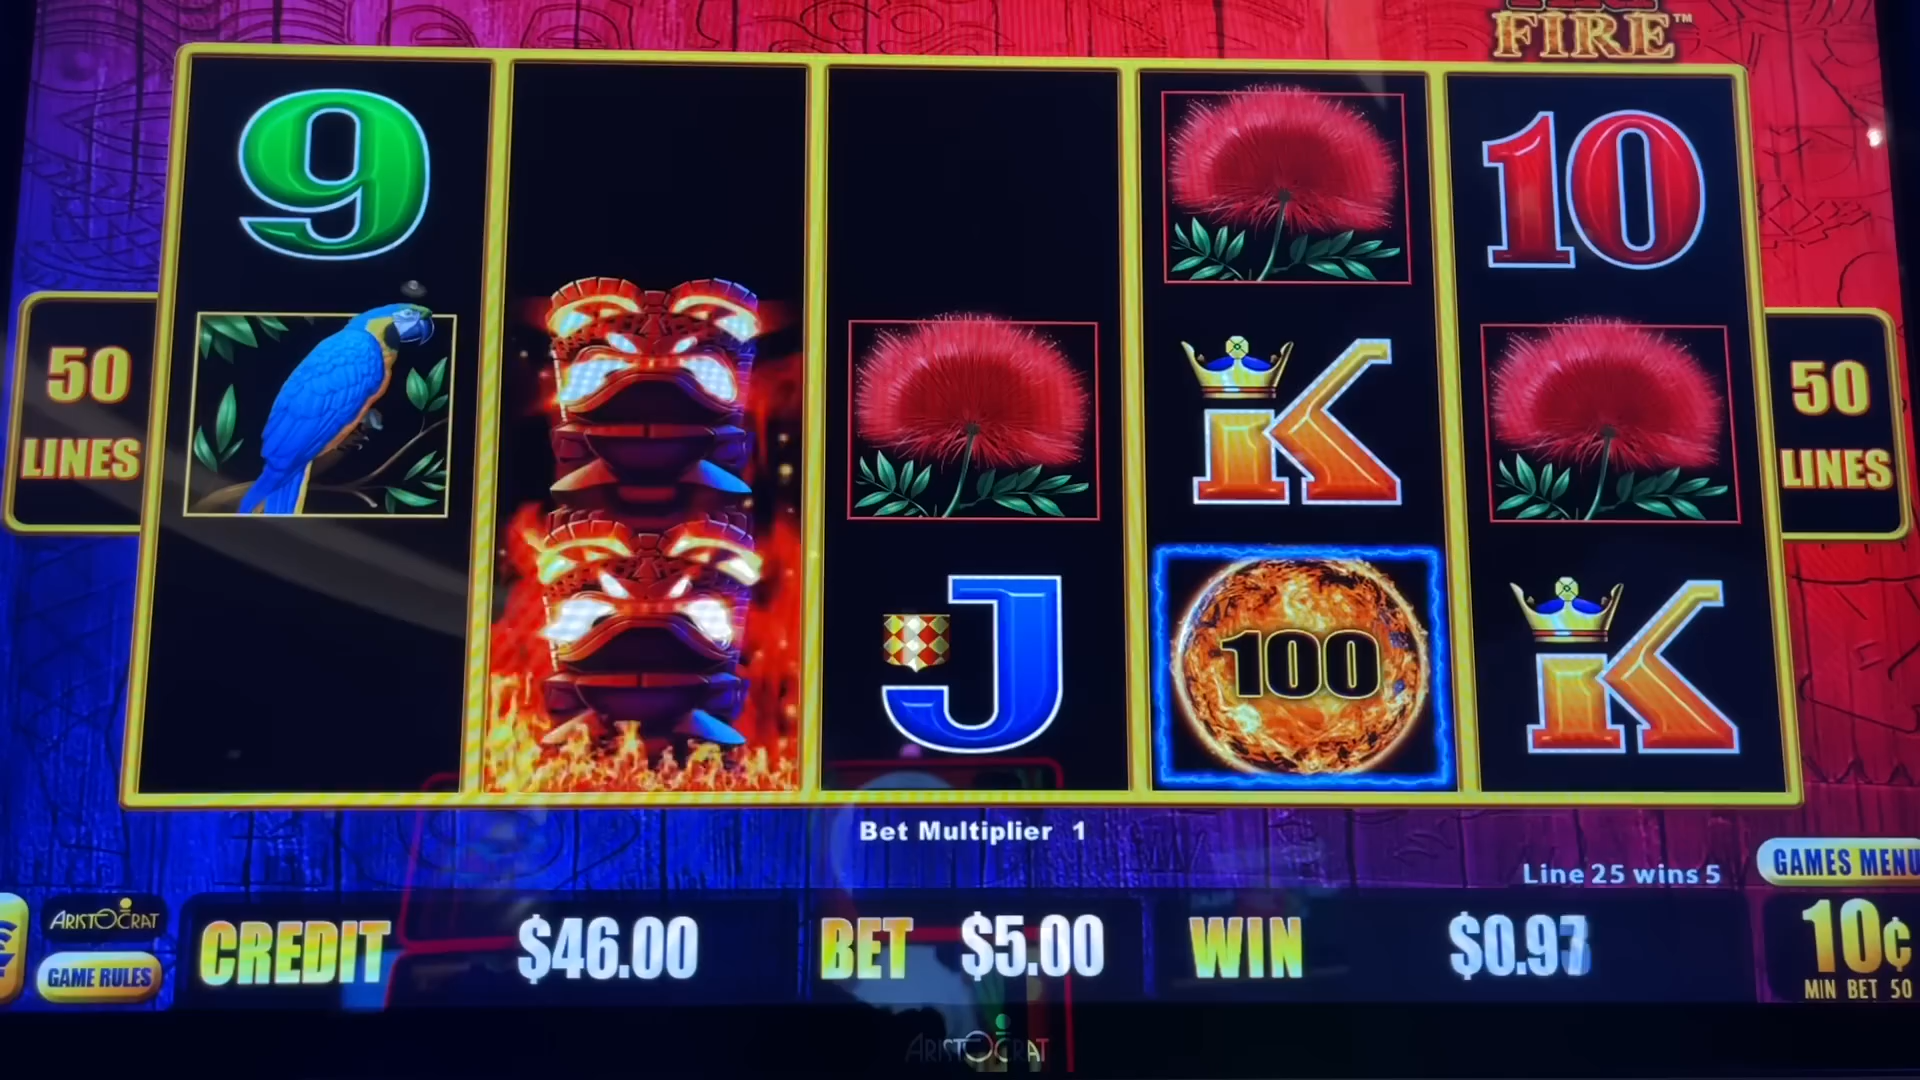 FIRE™
9
10
50
LINES
K
50
LINES
J
100
K
Bet Multiplier 1
Line 25 wins 5
GAMES MENU
ARISTOCRAT
GAME RULES
CREDIT $46.00
BET $5.00
WIN $0.97
10¢
MIN BET 50
ARISTOCRAT